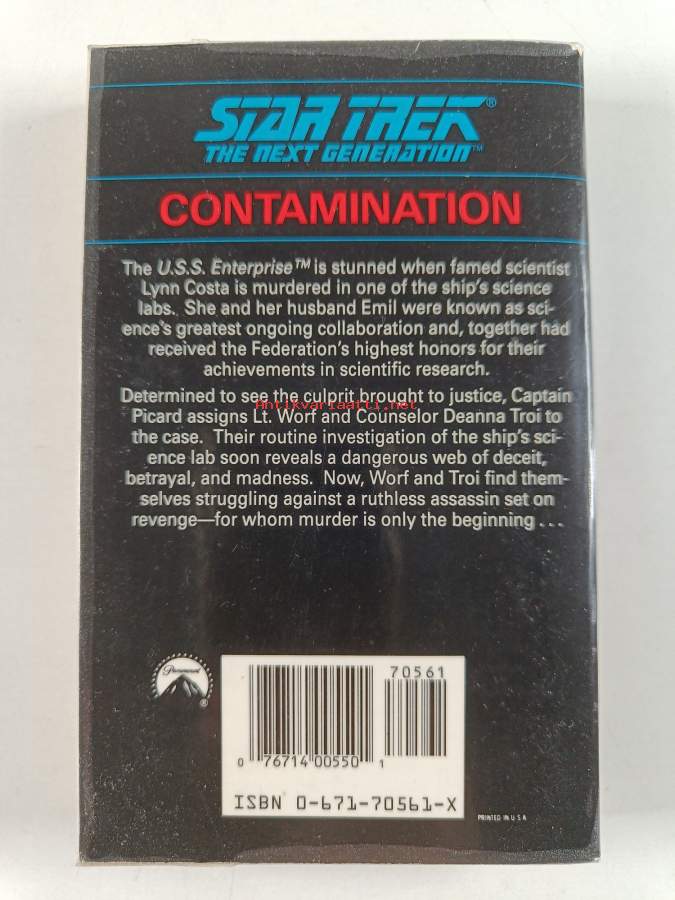 STAR TREK®
THE NEXT GENERATION™
CONTAMINATION
The U.S.S. Enterprise™ is stunned when famed scientist
Lynn Costa is murdered in one of the ship's science
labs. She and her husband Emil were known as sci-
ence's greatest ongoing collaboration and, together had
received the Federation's highest honors for their
achievements in scientific research.
Determined to see the culprit brought to justice, Captain
Antikvariaatti.net
Picard assigns Lt. Worf and Counselor Deanna Troi to
the case. Their routine investigation of the ship's sci-
ence lab soon reveals a dangerous web of deceit,
betrayal, and madness. Now, Worf and Troi find them-
selves struggling against a ruthless assassin set on
revenge—for whom murder is only the beginning . . .
Paramount
®
70561
0 76714 00550 1
ISBN 0-671-70561-X
PRINTED IN U S A